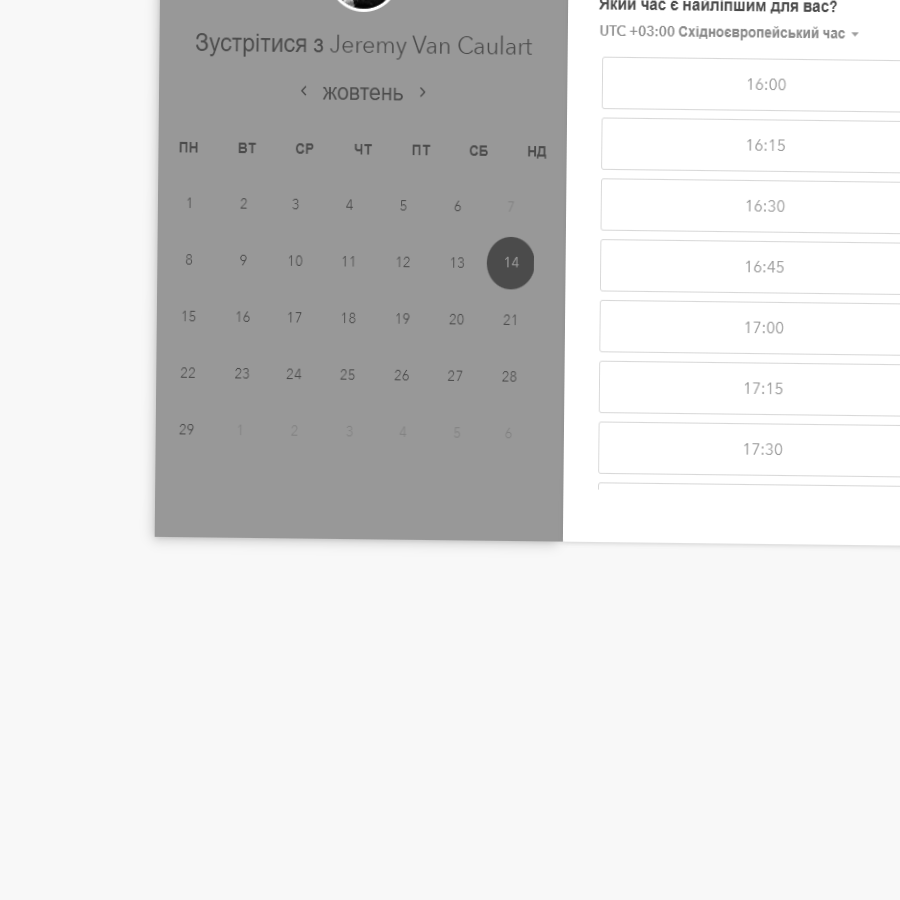 Зустрітися з Jeremy Van Caulart
жовтень
ПН ВТ СР ЧТ ПТ СБ НД
1 2 3 4 5 6 7
8 9 10 11 12 13 14
15 16 17 18 19 20 21
22 23 24 25 26 27 28
29 1 2 3 4 5 6
Який час є найліпшим для вас?
UTC +03:00 Східноєвропейський час
16:00
16:15
16:30
16:45
17:00
17:15
17:30